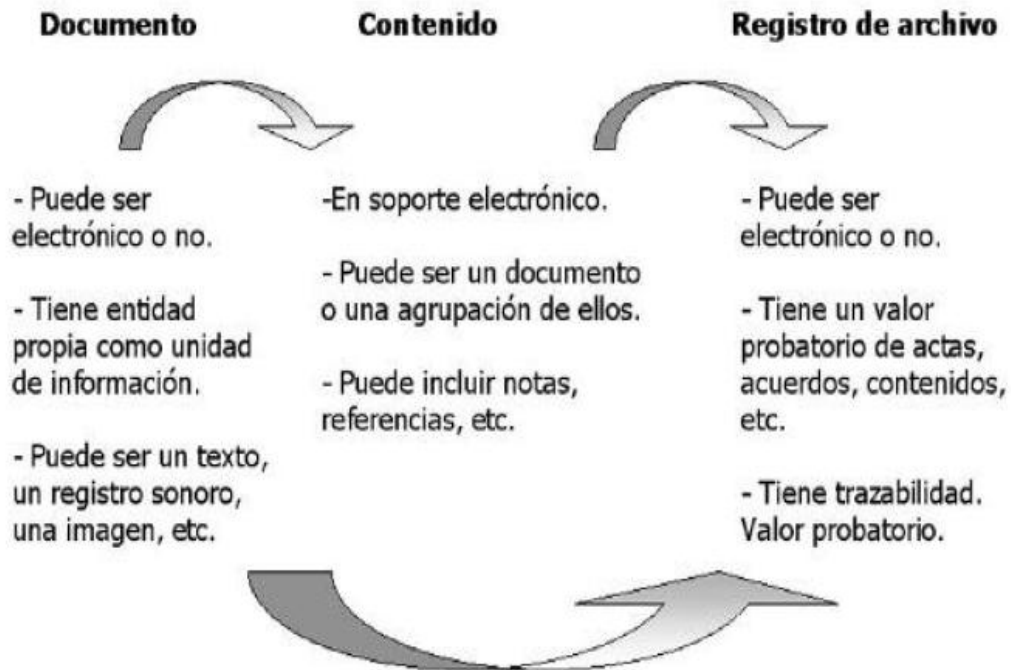 Documento
Contenido
Registro de archivo
- Puede ser
electrónico o no.
- Tiene entidad
propia como unidad
de información.
- Puede ser un texto,
un registro sonoro,
una imagen, etc.
-En soporte electrónico.
- Puede ser un documento
o una agrupación de ellos.
- Puede incluir notas,
referencias, etc.
- Puede ser
electrónico o no.
- Tiene un valor
probatorio de actas,
acuerdos, contenidos,
etc.
- Tiene trazabilidad.
Valor probatorio.